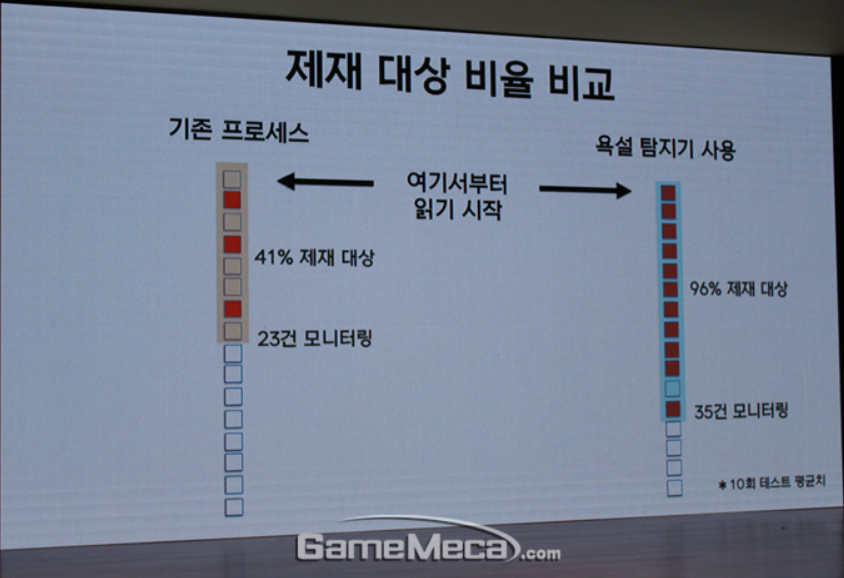 제재 대상 비율 비교
기존 프로세스
욕설 탐지기 사용
여기서부터
읽기 시작
41% 제재 대상
96% 제재 대상
23건 모니터링
35건 모니터링
* 10회 테스트 평균치
GameMeca.com